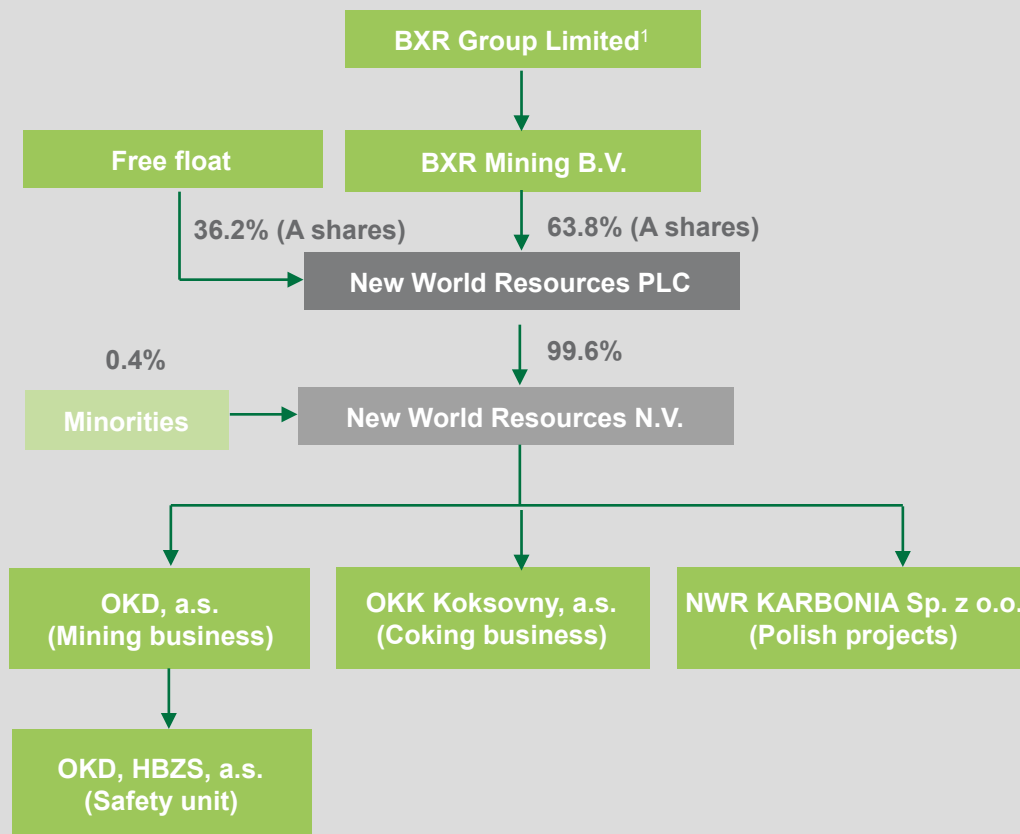 BXR Group Limited¹
Free float
BXR Mining B.V.
36.2% (A shares)
63.8% (A shares)
New World Resources PLC
0.4%
99.6%
Minorities
New World Resources N.V.
OKD, a.s.
(Mining business)
OKK Koksovny, a.s.
(Coking business)
NWR KARBONIA Sp. z o.o.
(Polish projects)
OKD, HBZS, a.s.
(Safety unit)